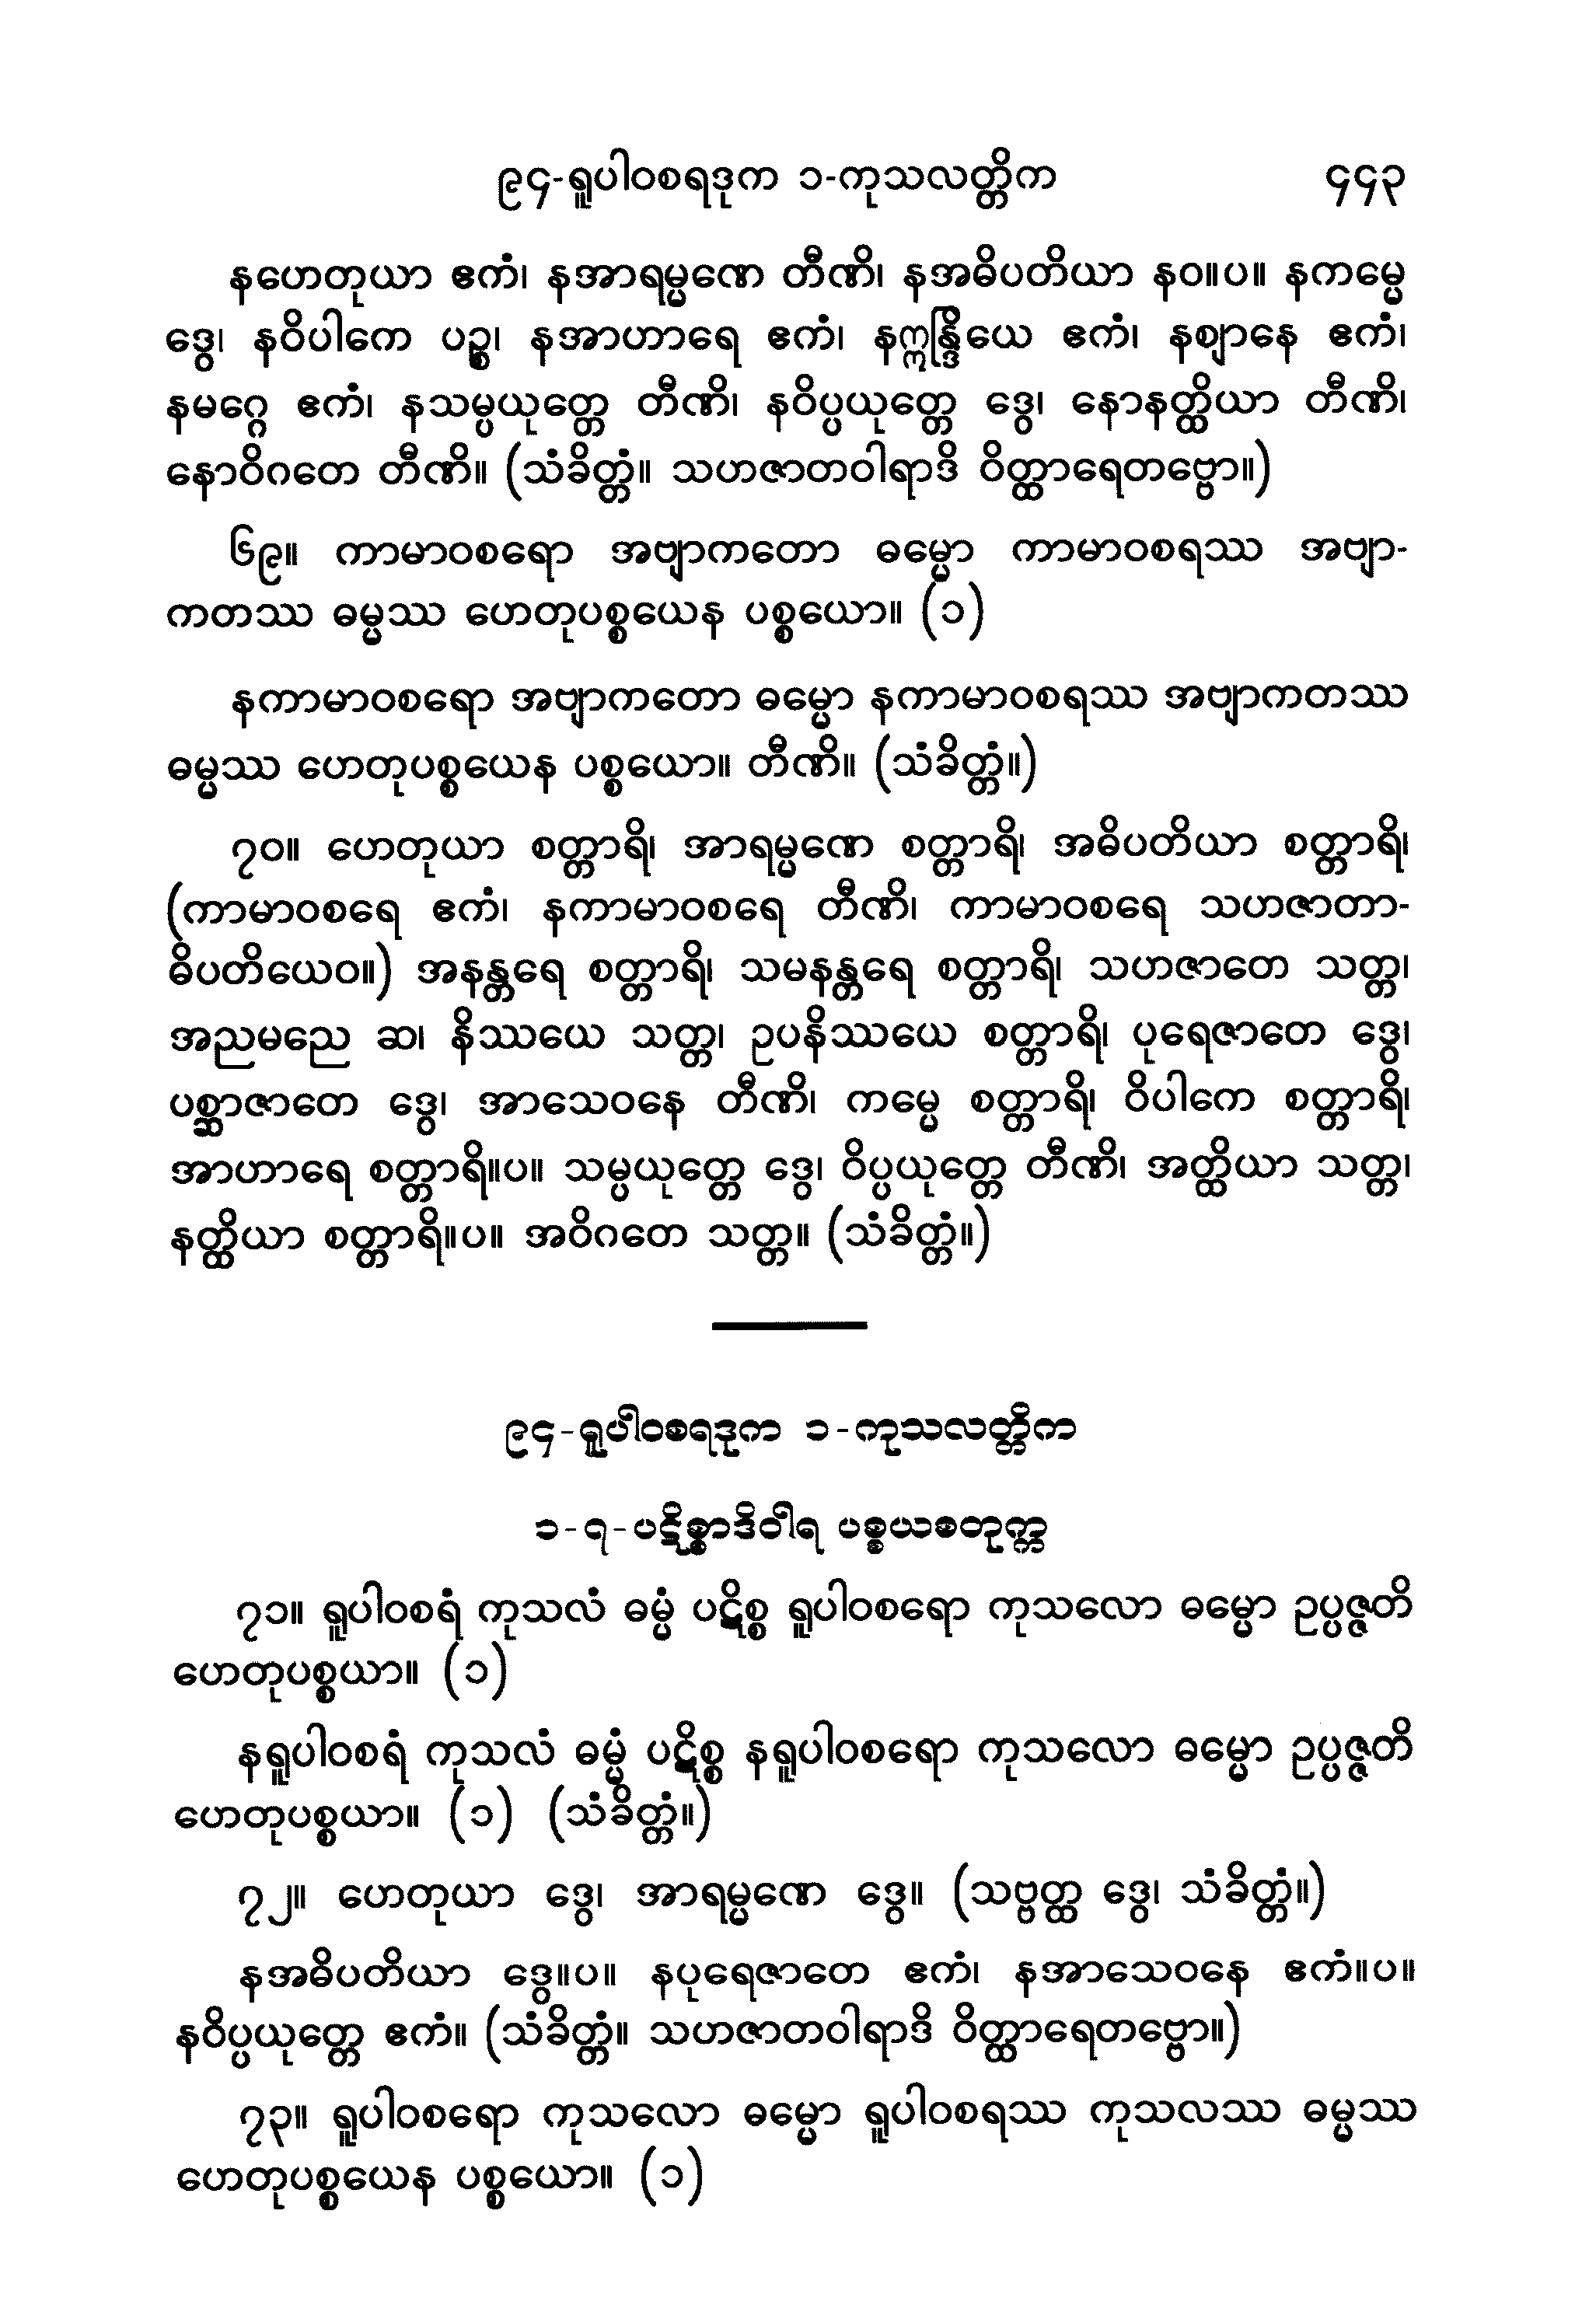 ၉၄-ရူပါဝစရဒုက ၁-ကုသလတ္တိက ၄၄၃
နဟေတုယာ ဧကံ၊ နအာရမ္မဏေ တီဏိ၊ နအဓိပတိယာ နဝ။ပ။ နကမ္မေ
ဒွေ၊ နဝိပါကေ ပဉ္စ၊ နအာဟာရေ ဧကံ၊ နဣန္ဒြိယေ ဧကံ၊ နဈာနေ ဧကံ၊
နမဂ္ဂေ ဧကံ၊ နသမ္ပယုတ္တေ တီဏိ၊ နဝိပ္ပယုတ္တေ ဒွေ၊ နောနတ္ထိယာ တီဏိ၊
နောဝိဂတေ တီဏိ။ (သံခိတ္တံ။ သဟဇာတဝါရာဒိ ဝိတ္ထာရေတဗ္ဗော။)
၆၉။ ကာမာဝစရော အဗျာကတော ဓမ္မော ကာမာဝစရဿ အဗျာ-
ကတဿ ဓမ္မဿ ဟေတုပစ္စယေန ပစ္စယော။ (၁)
နကာမာဝစရော အဗျာကတော ဓမ္မော နကာမာဝစရဿ အဗျာကတဿ
ဓမ္မဿ ဟေတုပစ္စယေန ပစ္စယော။ တီဏိ။ (သံခိတ္တံ။)
၇၀။ ဟေတုယာ စတ္တာရိ၊ အာရမ္မဏေ စတ္တာရိ၊ အဓိပတိယာ စတ္တာရိ၊
(ကာမာဝစရေ ဧကံ၊ နကာမာဝစရေ တီဏိ၊ ကာမာဝစရေ သဟဇာတာ-
ဓိပတိယေဝ။) အနန္တရေ စတ္တာရိ၊ သမနန္တရေ စတ္တာရိ၊ သဟဇာတေ သတ္တ၊
အညမညေ ဆ၊ နိဿယေ သတ္တ၊ ဥပနိဿယေ စတ္တာရိ၊ ပုရေဇာတေ ဒွေ၊
ပစ္ဆာဇာတေ ဒွေ၊ အာသေဝနေ တီဏိ၊ ကမ္မေ စတ္တာရိ၊ ဝိပါကေ စတ္တာရိ၊
အာဟာရေ စတ္တာရိ။ပ။ သမ္ပယုတ္တေ ဒွေ၊ ဝိပ္ပယုတ္တေ တီဏိ၊ အတ္ထိယာ သတ္တ၊
နတ္ထိယာ စတ္တာရိ။ပ။ အဝိဂတေ သတ္တ။ (သံခိတ္တံ။)
၉၄-ရူပါဝစရဒုက ၁-ကုသလတ္တိက
၁-၇-ပဋိစ္စာဒိဝါရ ပစ္စယစတုက္က
၇၁။ ရူပါဝစရံ ကုသလံ ဓမ္မံ ပဋိစ္စ ရူပါဝစရော ကုသလော ဓမ္မော ဥပ္ပဇ္ဇတိ
ဟေတုပစ္စယာ။ (၁)
နရူပါဝစရံ ကုသလံ ဓမ္မံ ပဋိစ္စ နရူပါဝစရော ကုသလော ဓမ္မော ဥပ္ပဇ္ဇတိ
ဟေတုပစ္စယာ။ (၁) (သံခိတ္တံ။)
၇၂။ ဟေတုယာ ဒွေ၊ အာရမ္မဏေ ဒွေ။ (သဗ္ဗတ္ထ ဒွေ၊ သံခိတ္တံ။)
နအဓိပတိယာ ဒွေ။ပ။ နပုရေဇာတေ ဧကံ၊ နအာသေဝနေ ဧကံ။ပ။
နဝိပ္ပယုတ္တေ ဧကံ။ (သံခိတ္တံ။ သဟဇာတဝါရာဒိ ဝိတ္ထာရေတဗ္ဗော။)
၇၃။ ရူပါဝစရော ကုသလော ဓမ္မော ရူပါဝစရဿ ကုသလဿ ဓမ္မဿ
ဟေတုပစ္စယေန ပစ္စယော။ (၁)